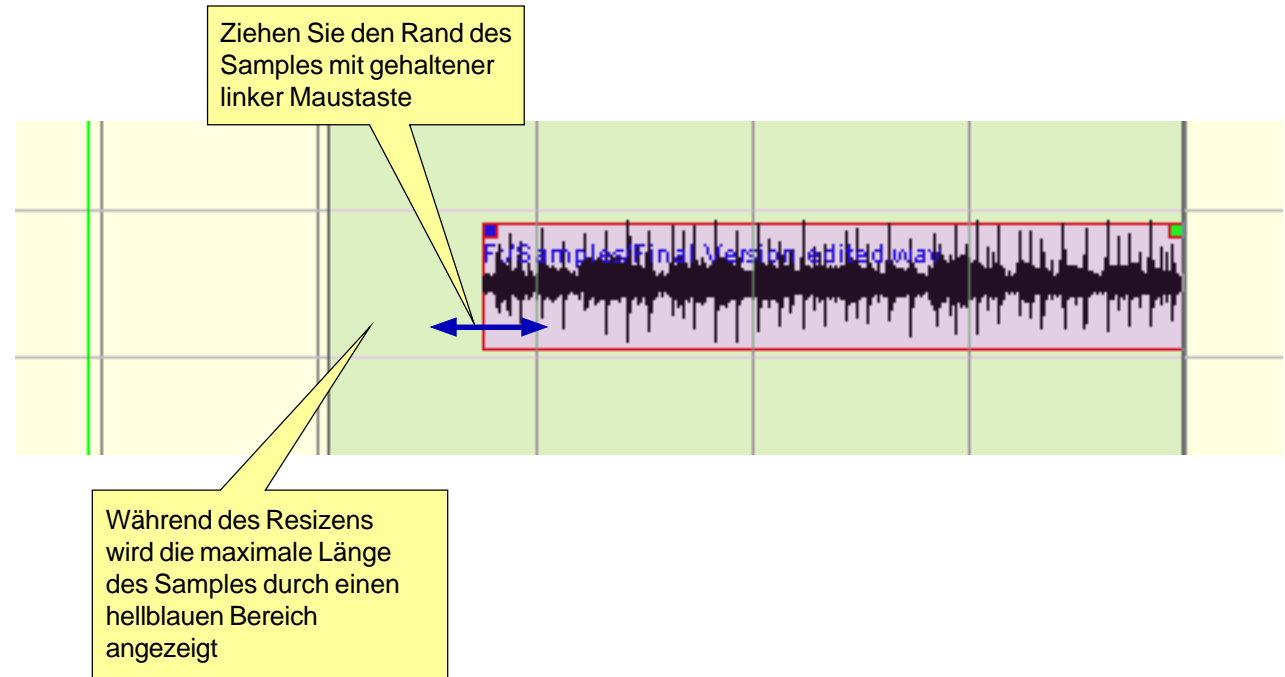 Ziehen Sie den Rand des
Samples mit gehaltener
linker Maustaste
F:/Samples/Final Version edited.wav
Während des Resizens
wird die maximale Länge
des Samples durch einen
hellblauen Bereich
angezeigt